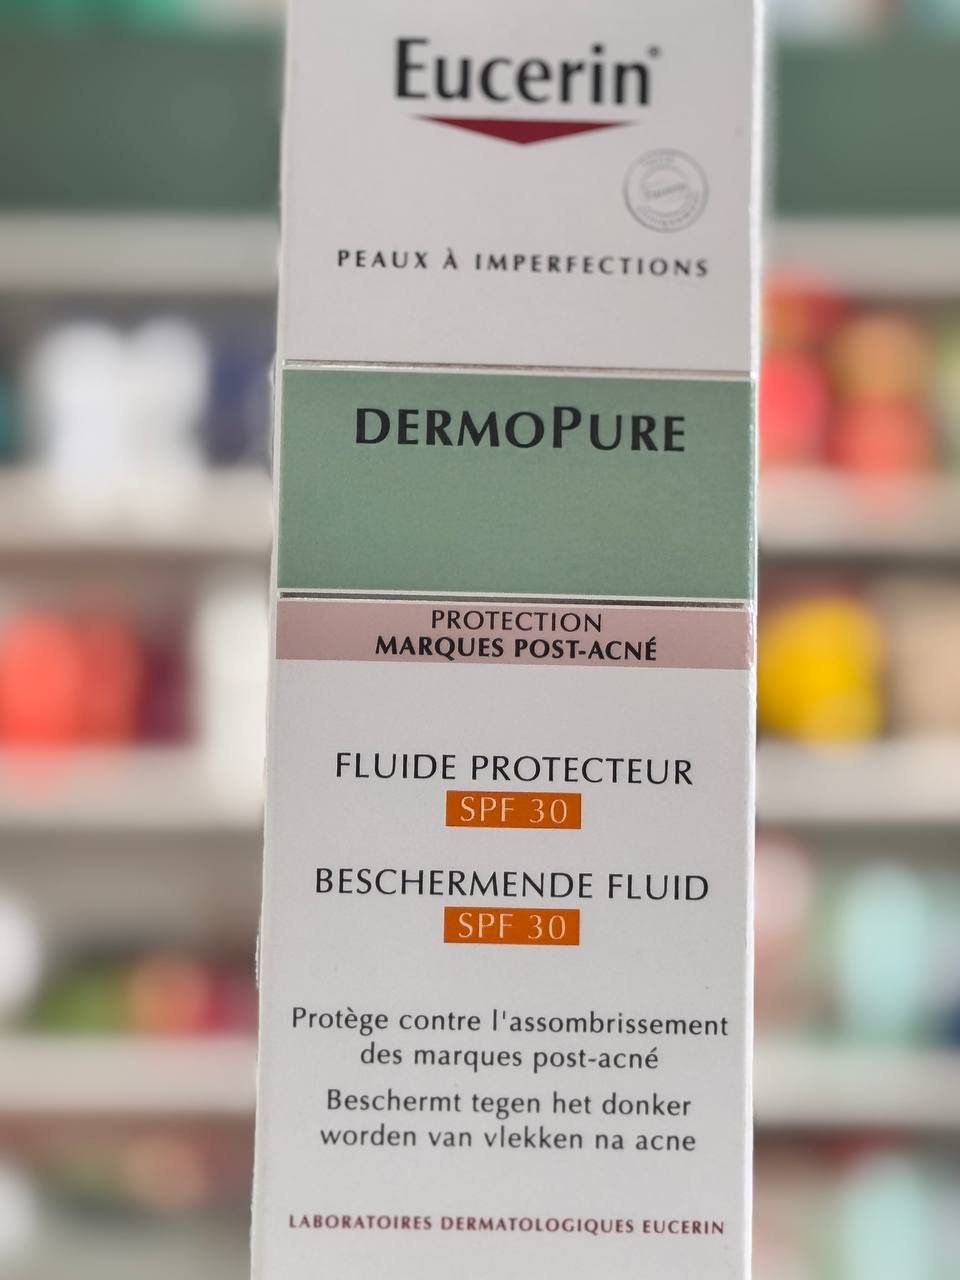 Eucerin®
PEAUX À IMPERFECTIONS
DERMOPURE
PROTECTION
MARQUES POST-ACNÉ
FLUIDE PROTECTEUR
SPF 30
BESCHERMENDE FLUID
SPF 30
Protège contre l'assombrissement
des marques post-acné
Beschermt tegen het donker
worden van vlekken na acne
LABORATOIRES DERMATOLOGIQUES EUCERIN